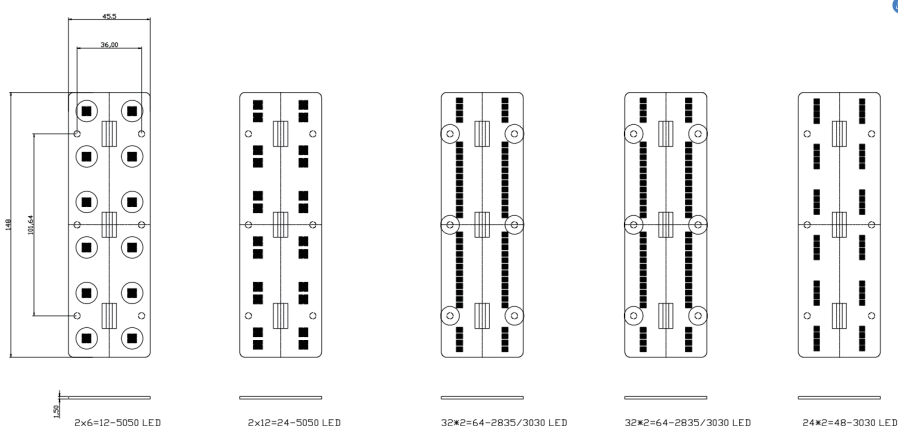 45.5
36.00
148
101.64
1.50
2x6=12-5050 LED
2x12=24-5050 LED
32*2=64-2835/3030 LED
32*2=64-2835/3030 LED
24*2=48-3030 LED